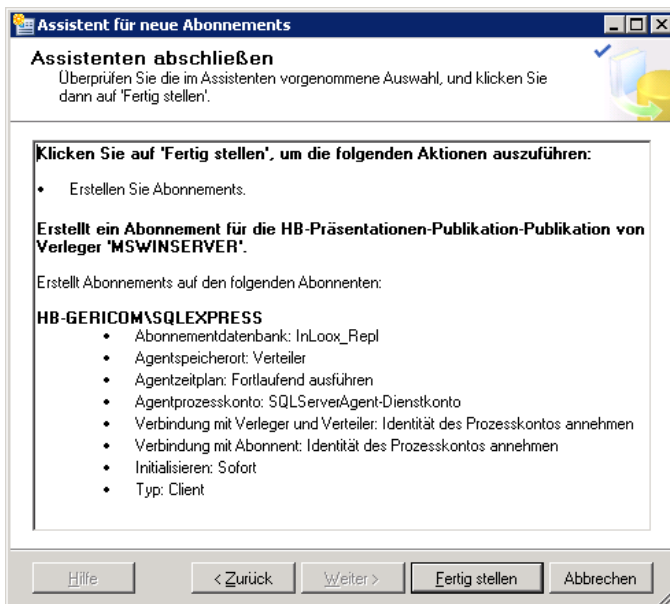 Assistent für neue Abonnements
Assistenten abschließen
Überprüfen Sie die im Assistenten vorgenommene Auswahl, und klicken Sie
dann auf 'Fertig stellen'.
Klicken Sie auf 'Fertig stellen', um die folgenden Aktionen auszuführen:
• Erstellen Sie Abonnements.
Erstellt ein Abonnement für die HB-Präsentationen-Publikation-Publikation von
Verleger 'MSWINSERVER'.
Erstellt Abonnements auf den folgenden Abonnenten:
HB-GERICOM\SQLEXPRESS
• Abonnementdatenbank: InLoox_Repl
• Agentspeicherort: Verteiler
• Agentzeitplan: Fortlaufend ausführen
• Agentprozesskonto: SQLServerAgent-Dienstkonto
• Verbindung mit Verleger und Verteiler: Identität des Prozesskontos annehmen
• Verbindung mit Abonnent: Identität des Prozesskontos annehmen
• Initialisieren: Sofort
• Typ: Client
Hilfe < Zurück Weiter > Fertig stellen Abbrechen